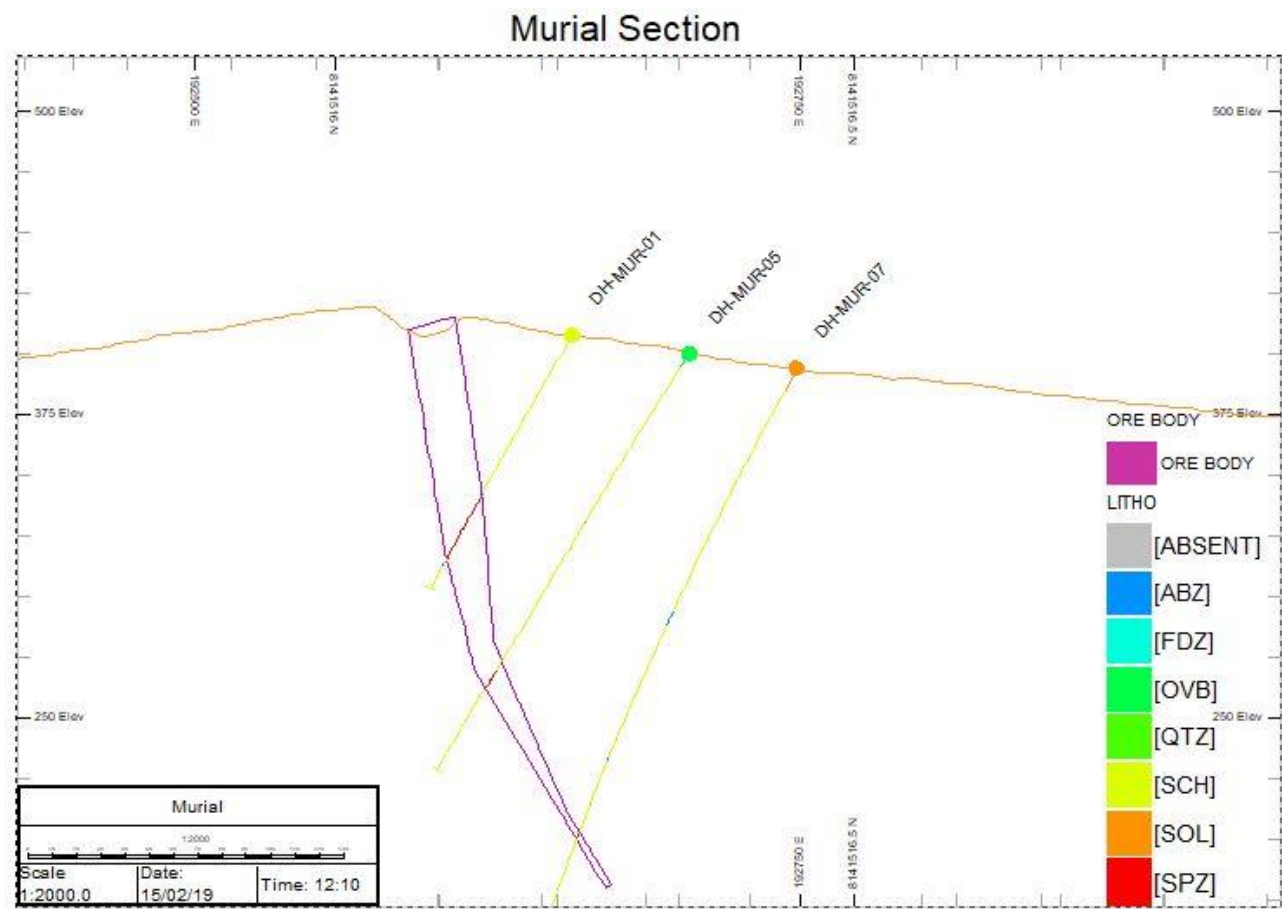 Murial Section
192500 E
8141516 N
192750 E
8141516.5 N
500 Elev
500 Elev
DH-MUR-01
DH-MUR-05
DH-MUR-07
375 Elev
375 Elev
ORE BODY
ORE BODY
LITHO
[ABSENT]
[ABZ]
[FDZ]
[OVB]
250 Elev
250 Elev
[QTZ]
[SCH]
[SOL]
[SPZ]
192750 E
8141516.5 N
Murial
1:2000
Scale
1:2000.0
Date:
15/02/19
Time: 12:10